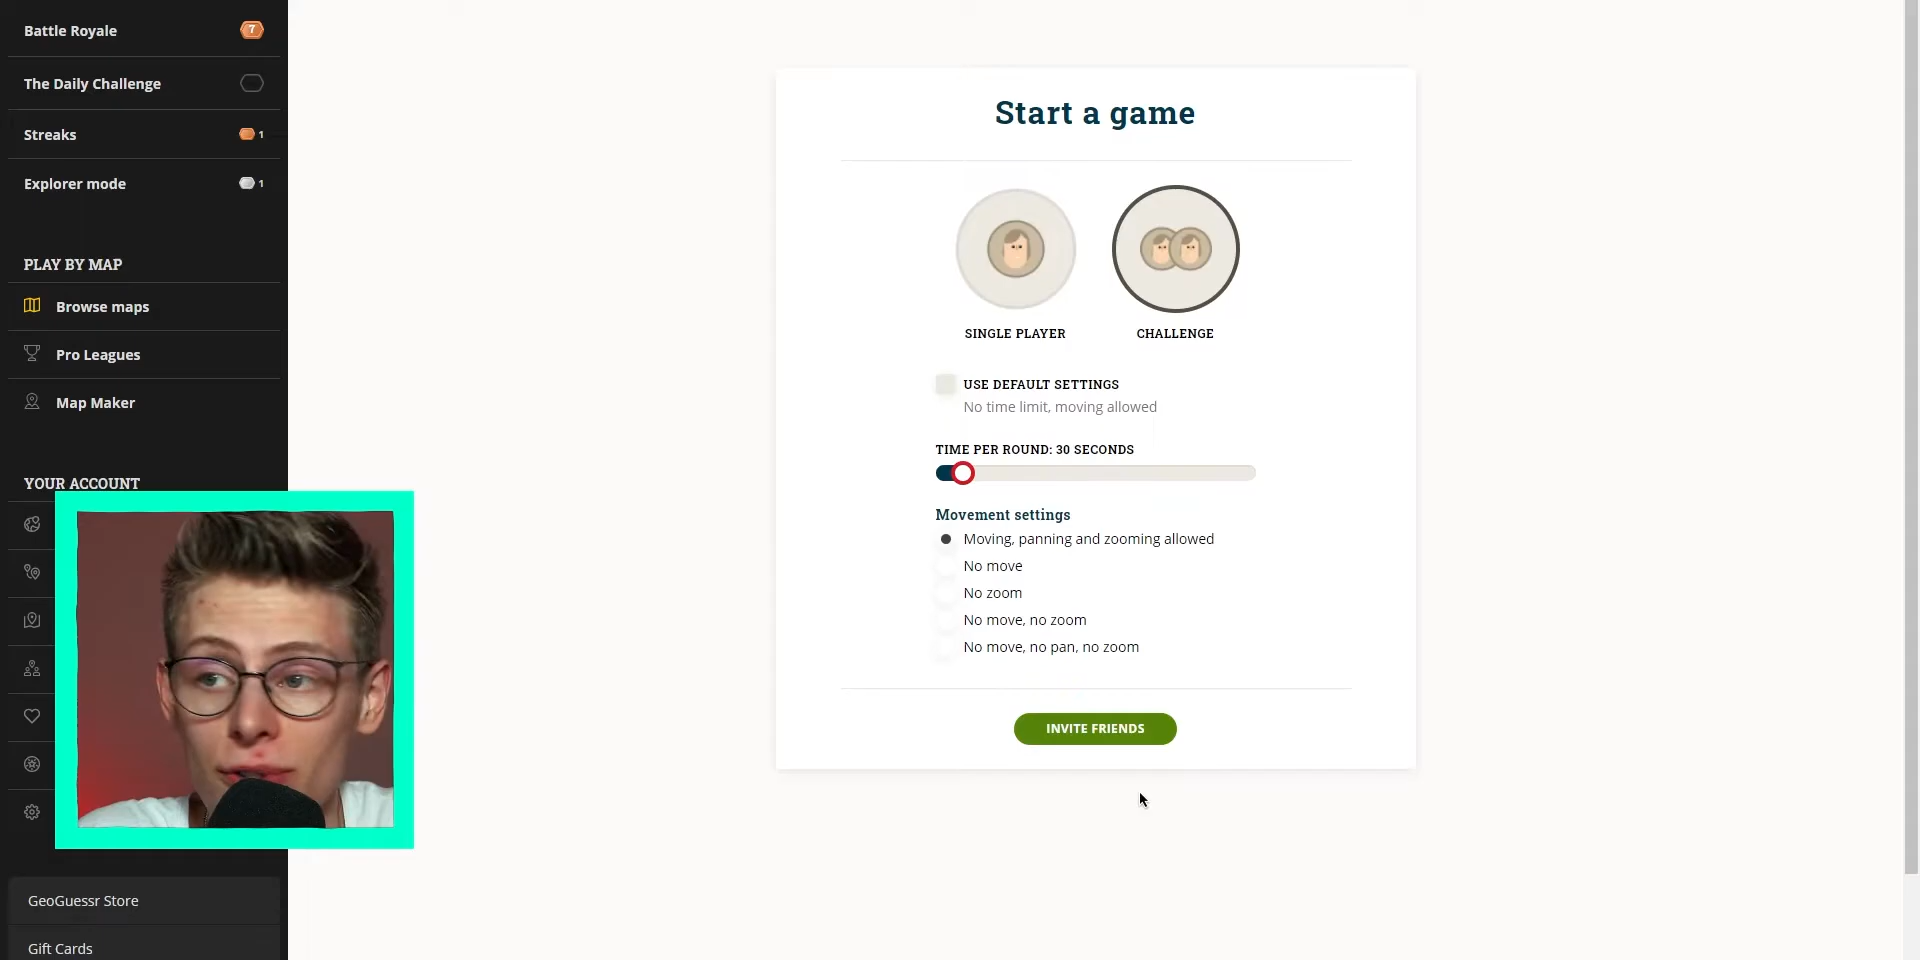 Battle Royale
7
The Daily Challenge
Streaks
1
Explorer mode
1
PLAY BY MAP
Browse maps
Pro Leagues
Map Maker
YOUR ACCOUNT
GeoGuessr Store
Gift Cards
Start a game
SINGLE PLAYER
CHALLENGE
USE DEFAULT SETTINGS
No time limit, moving allowed
TIME PER ROUND: 30 SECONDS
Movement settings
Moving, panning and zooming allowed
No move
No zoom
No move, no zoom
No move, no pan, no zoom
INVITE FRIENDS